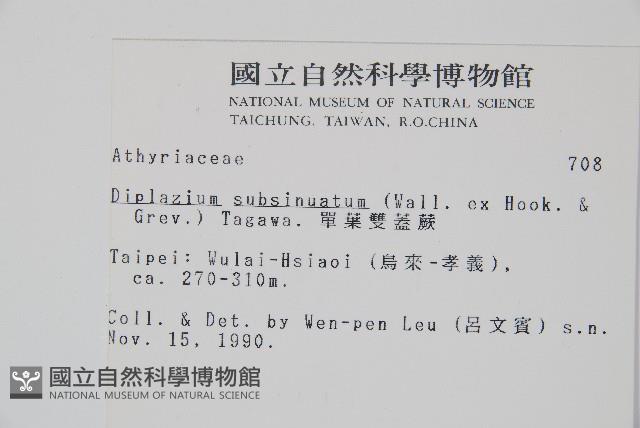 國立自然科學博物館
NATIONAL MUSEUM OF NATURAL SCIENCE
TAICHUNG, TAIWAN, R.O.CHINA
Athyriaceae 708
Diplazium subsinuatum (Wall. ex Hook. &
Grev.) Tagawa. 單葉雙蓋蕨
Taipei: Wulai-Hsiaoi (烏來-孝義),
ca. 270-310m.
Coll. & Det. by Wen-pen Leu (呂文賓) s.n.
Nov. 15, 1990.
國立自然科學博物館
NATIONAL MUSEUM OF NATURAL SCIENCE